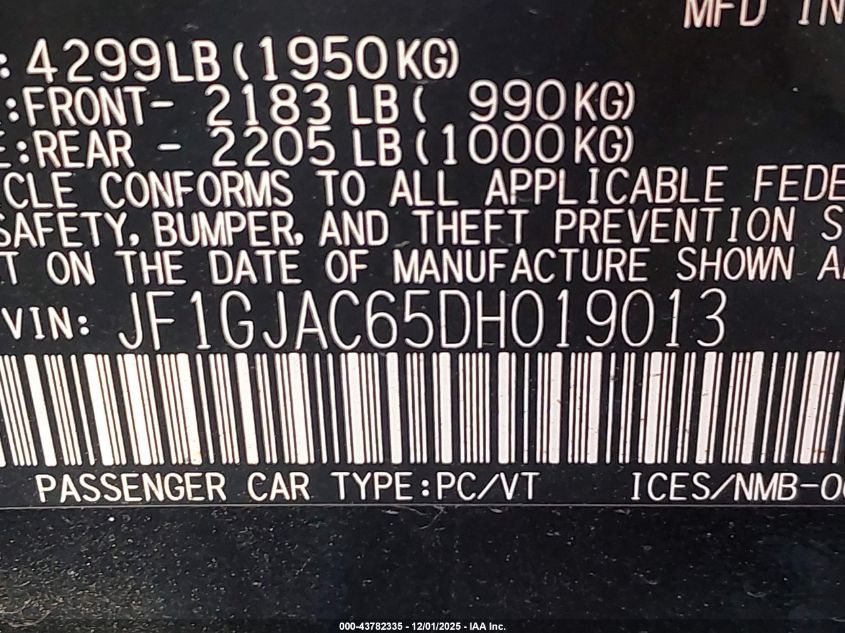 MFD IN
: 4299LB (1950KG)
:FRONT- 2183 LB( 990KG)
E:REAR - 2205 LB(1000KG)
CLE CONFORMS TO ALL APPLICABLE FEDE
SAFETY, BUMPER, AND THEFT PREVENTION S
T ON THE DATE OF MANUFACTURE SHOWN A
VIN: JF1GJAC65DH019013
PASSENGER CAR TYPE:PC/VT ICES/NMB-00
000-43782335 - 12/01/2025 - IAA Inc.